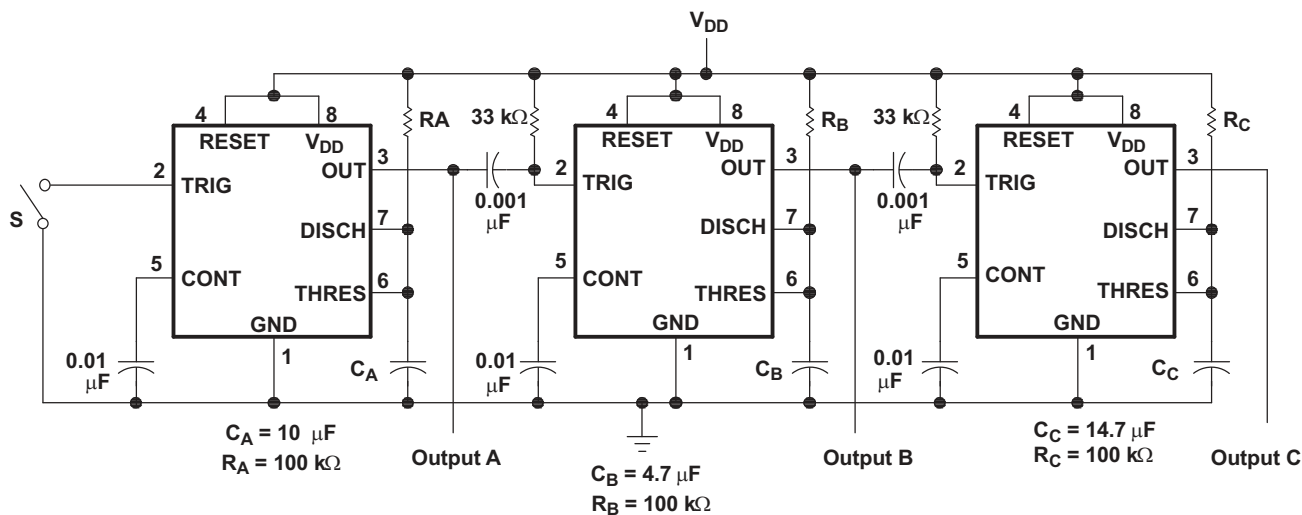 VDD
4
8
RESET
VDD
2
TRIG
OUT
3
DISCH
7
5
CONT
THRES
6
GND
1
S
0.01
μF
RA
CA
33 kΩ
0.001
μF
4
8
RESET
VDD
2
TRIG
OUT
3
DISCH
7
5
CONT
THRES
6
GND
1
0.01
μF
RB
CB
33 kΩ
0.001
μF
4
8
RESET
VDD
2
TRIG
OUT
3
DISCH
7
5
CONT
THRES
6
GND
1
0.01
μF
RC
CC
CA = 10 μF
RA = 100 kΩ
Output A
CB = 4.7 μF
RB = 100 kΩ
Output B
CC = 14.7 μF
RC = 100 kΩ
Output C